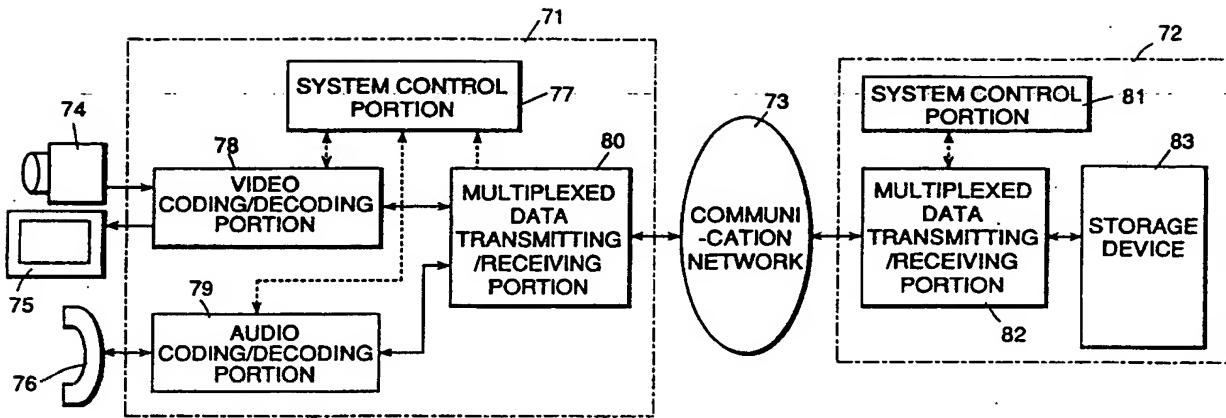 71
SYSTEM CONTROL
PORTION
77
74
78
VIDEO
CODING/DECODING
PORTION
80
MULTIPLEXED
DATA
TRANSMITTING
/RECEIVING
PORTION
75
79
AUDIO
CODING/DECODING
PORTION
76
73
COMMUNI
-CATION
NETWORK
72
SYSTEM CONTROL
PORTION
81
MULTIPLEXED
DATA
TRANSMITTING
/RECEIVING
PORTION
82
83
STORAGE
DEVICE